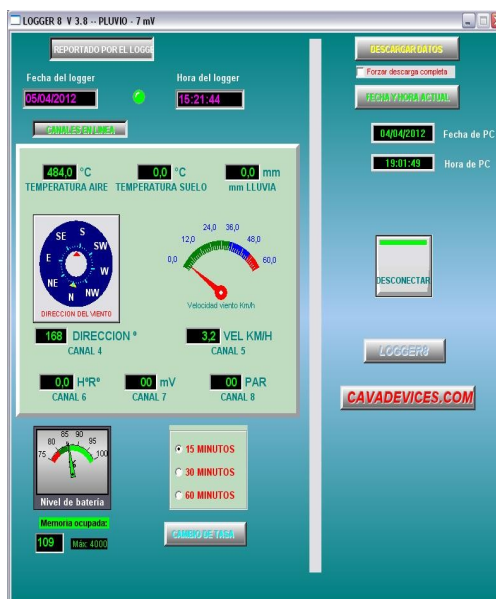 LOGGER 8 V 3.8 -- PLUVIO - 7 mV
REPORTADO POR EL LOGGE
Fecha del logger
Hora del logger
05/04/2012
15:21:44
CANALES EN LINEA
484,0 °C
0,0 °C
0,0 mm
TEMPERATURA AIRE
TEMPERATURA SUELO
mm LLUVIA
S
SE
SW
E
W
NE
NW
N
DIRECCION DEL VIENTO
0,0
12,0
24,0
36,0
48,0
60,0
Velocidad viento Km/h
168 DIRECCION º
CANAL 4
3,2 VEL KM/H
CANAL 5
0,0 HºRº
CANAL 6
00 mV
CANAL 7
00 PAR
CANAL 8
75
80
85
90
95
100
Nivel de batería
15 MINUTOS
30 MINUTOS
60 MINUTOS
Memoria ocupada:
109
Máx: 4000
CAMBIO DE TASA
DESCARGAR DATOS
Forzar descarga completa
FECHA Y HORA ACTUAL
04/04/2012 Fecha de PC
19:01:49 Hora de PC
DESCONECTAR
LOGGER8
CAVADEVICES.COM